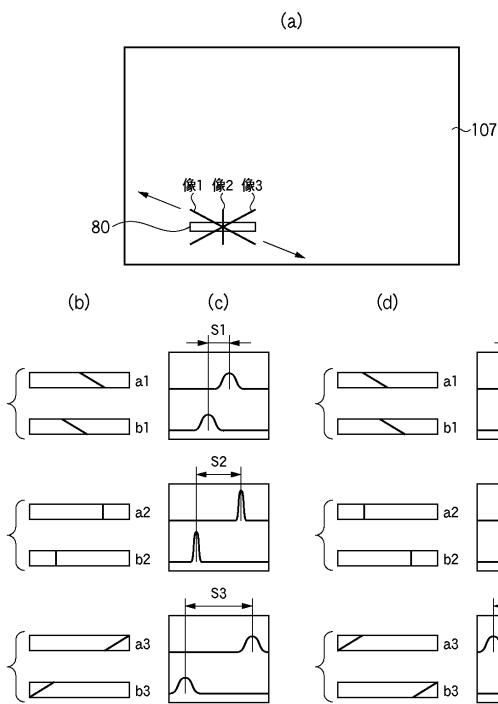 (a)
107
像1 像2 像3
80
(b) (c) (d)
S1
a1 a1
b1 b1
S2
a2 a2
b2 b2
S3
a3 a3
b3 b3